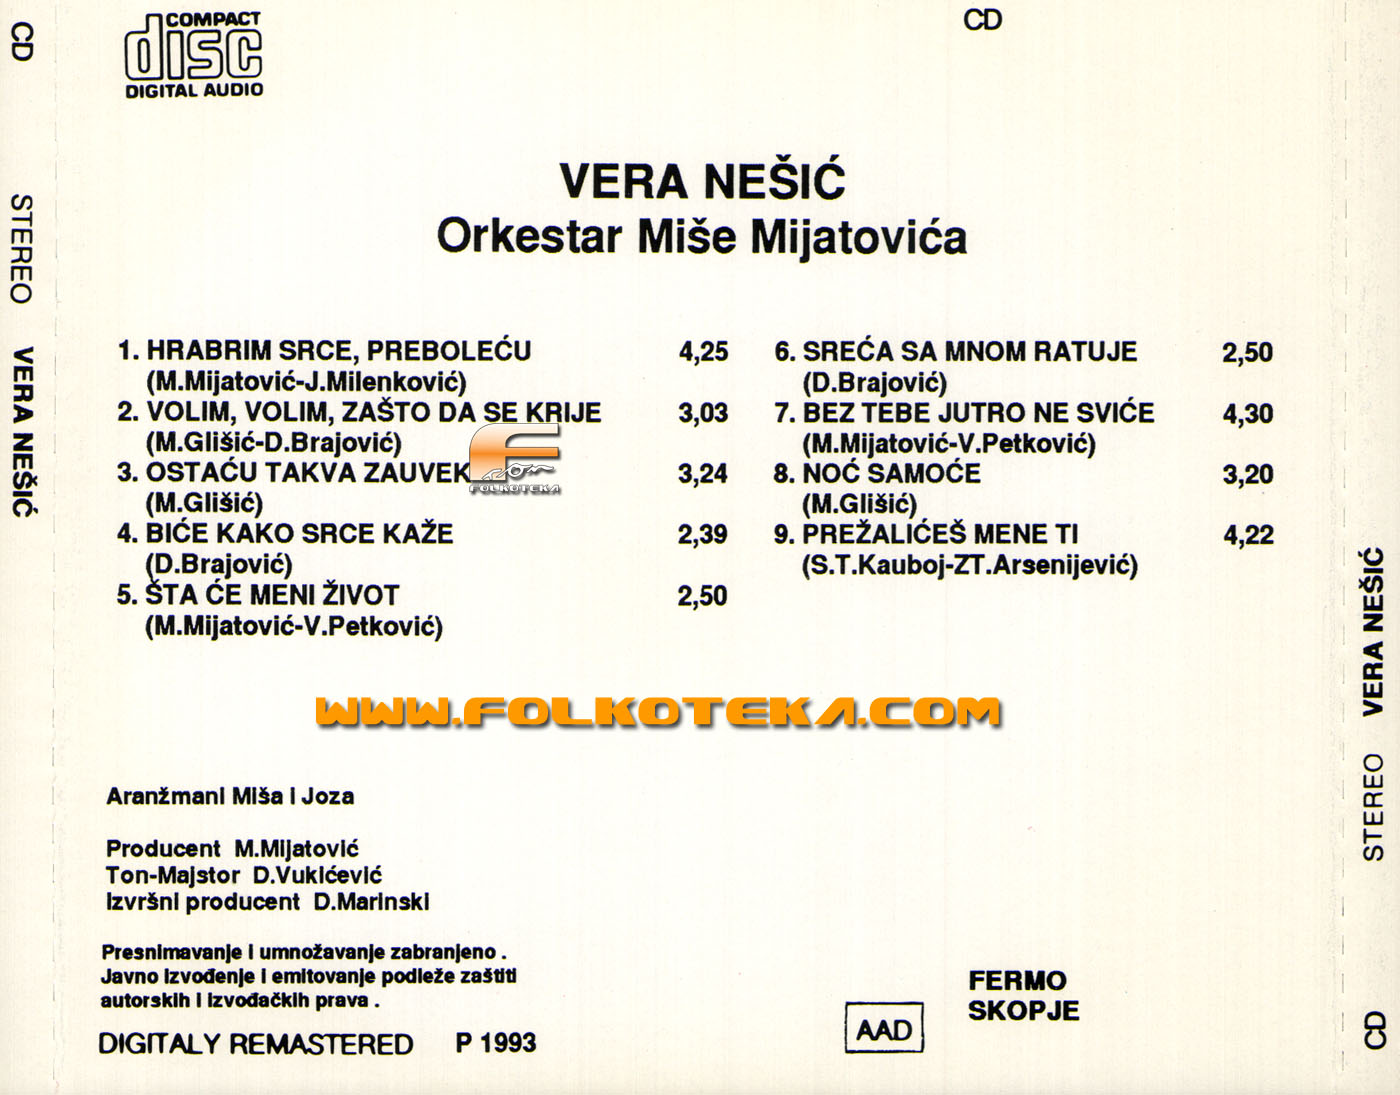 CD
COMPACT
disc
DIGITAL AUDIO
CD
STEREO VERA NEŠIĆ
VERA NEŠIĆ
Orkestar Miše Mijatovića
1. HRABRIM SRCE, PREBOLEĆU 4,25
(M.Mijatović-J.Milenković)
2. VOLIM, VOLIM, ZAŠTO DA SE KRIJE 3,03
(M.Glišić-D.Brajović)
3. OSTAĆU TAKVA ZAUVEK 3,24
(M.Glišić)
4. BIĆE KAKO SRCE KAŽE 2,39
(D.Brajović)
5. ŠTA ĆE MENI ŽIVOT 2,50
(M.Mijatović-V.Petković)
6. SREĆA SA MNOM RATUJE 2,50
(D.Brajović)
7. BEZ TEBE JUTRO NE SVIĆE 4,30
(M.Mijatović-V.Petković)
8. NOĆ SAMOĆE 3,20
(M.Glišić)
9. PREŽALIĆEŠ MENE TI 4,22
(S.T.Kauboj-ZT.Arsenijević)
F.com
FOLKOTEKA
WWW.FOLKOTEKA.COM
Aranžmani Miša i Joza
Producent M.Mijatović
Ton-Majstor D.Vukićević
Izvršni producent D.Marinski
Presnimavanje i umnožavanje zabranjeno .
Javno izvođenje i emitovanje podleže zaštiti
autorskih i izvođačkih prava .
DIGITALY REMASTERED P 1993
AAD
FERMO
SKOPJE
VERA NEŠIĆ
STEREO
CD